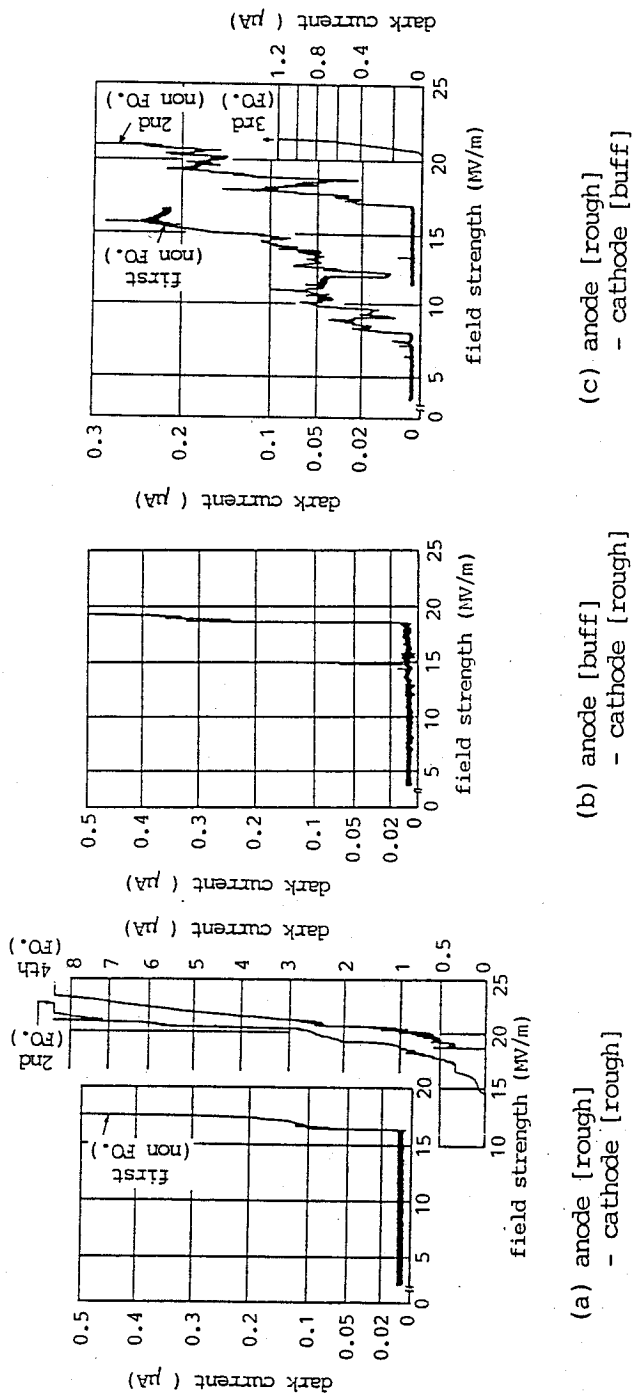 dark current ( μA)
0.5
0.4
0.3
0.2
0.1
0.05
0.02
0
0
5
10
15
20
first
(non FO.)
2nd
(FO.)
4th
(FO.)
dark current ( μA)
8
7
6
5
4
3
2
1
0.5
0
10
15
20
25
field strength (MV/m)
(a) anode [rough]
- cathode [rough]
dark current ( μA)
0.5
0.4
0.3
0.2
0.1
0.05
0.02
0
0
5
10
15
20
25
field strength (MV/m)
(b) anode [buff]
- cathode [rough]
dark current ( μA)
0.3
0.2
0.1
0.05
0.02
0
0
5
10
15
20
25
first
(non FO.)
2nd
(non FO.)
3rd
(FO.)
dark current ( μA)
1.2
0.8
0.4
0
field strength (MV/m)
(c) anode [rough]
- cathode [buff]